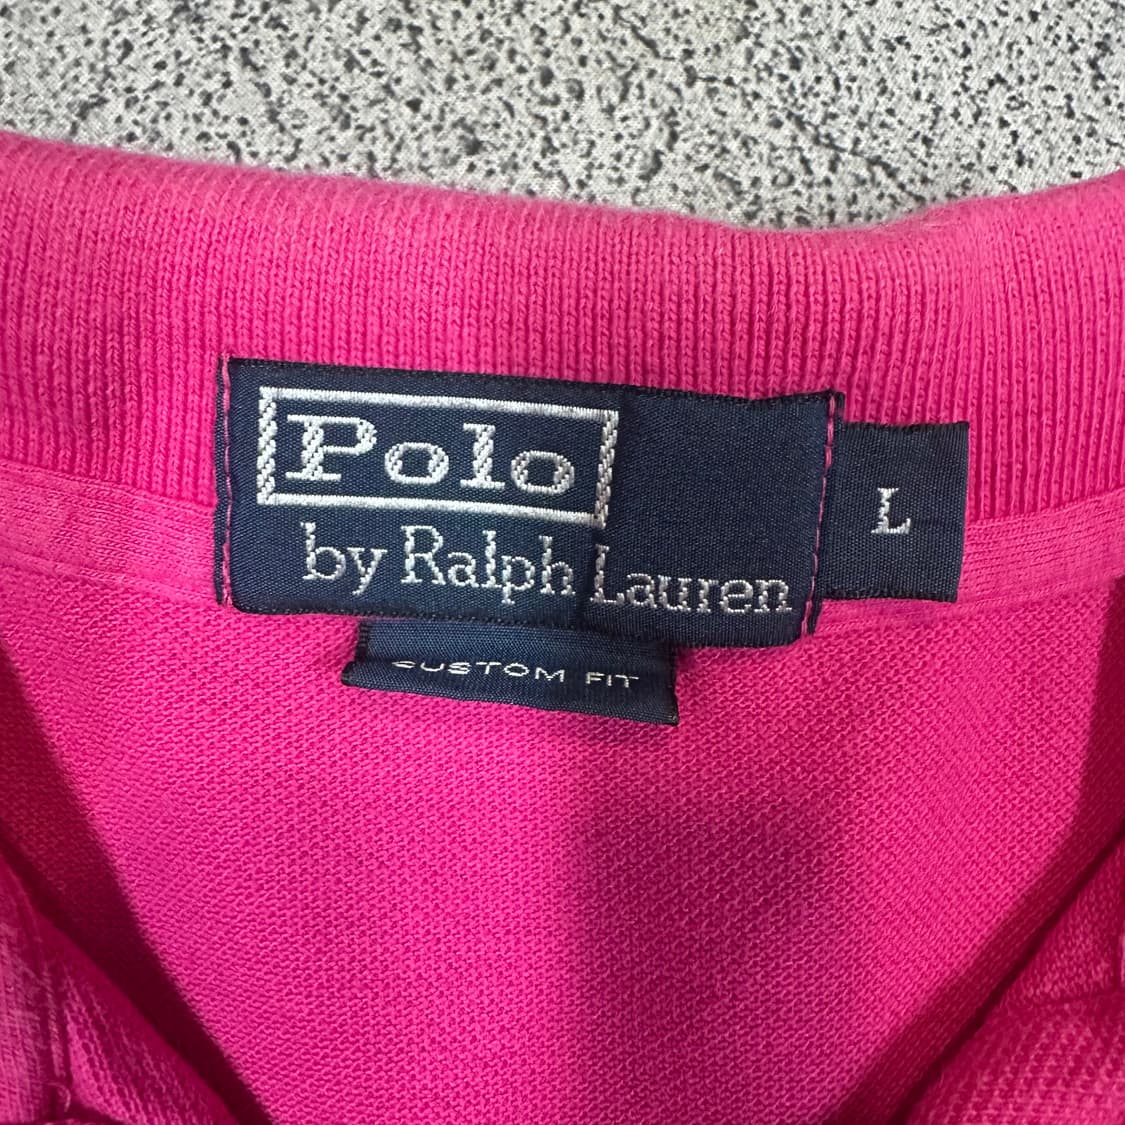 Polo
by Ralph Lauren
L
CUSTOM FIT